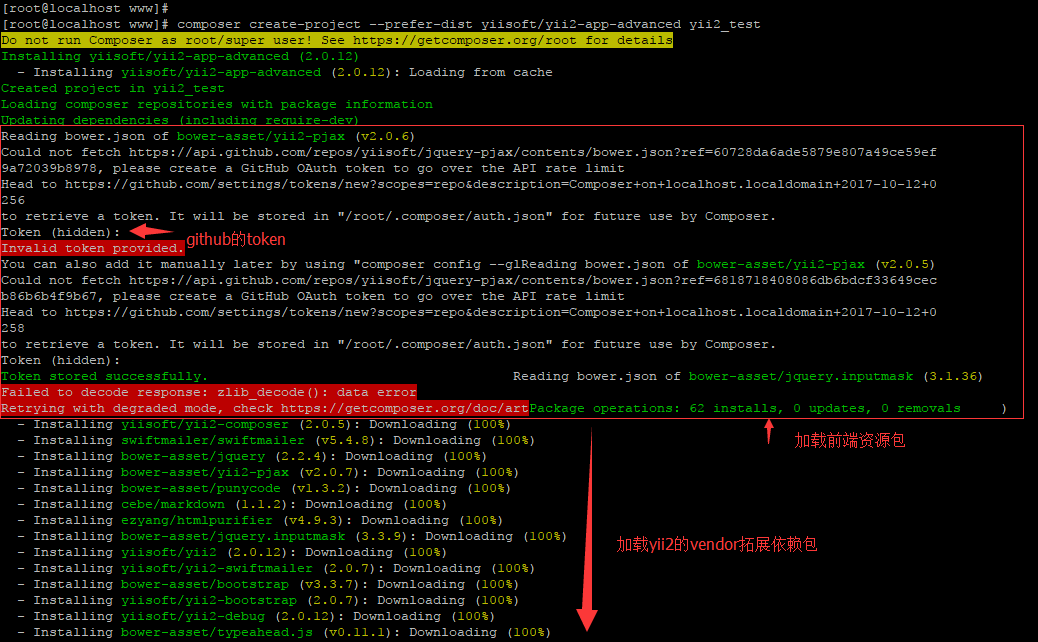 [root@localhost www]#
[root@localhost www]# composer create-project --prefer-dist yiisoft/yii2-app-advanced yii2_test
Do not run Composer as root/super user! See https://getcomposer.org/root for details
Installing yiisoft/yii2-app-advanced (2.0.12)
  - Installing yiisoft/yii2-app-advanced (2.0.12): Loading from cache
Created project in yii2_test
Loading composer repositories with package information
Updating dependencies (including require-dev)
Reading bower.json of bower-asset/yii2-pjax (v2.0.6)
Could not fetch https://api.github.com/repos/yiisoft/jquery-pjax/contents/bower.json?ref=60728da6ade5879e807a49ce59ef
9a72039b8978, please create a GitHub OAuth token to go over the API rate limit
Head to https://github.com/settings/tokens/new?scopes=repo&description=Composer+on+localhost.localdomain+2017-10-12+0
256
to retrieve a token. It will be stored in "/root/.composer/auth.json" for future use by Composer.
Token (hidden):
github的token
Invalid token provided.
You can also add it manually later by using "composer config --glReading bower.json of bower-asset/yii2-pjax (v2.0.5)
Could not fetch https://api.github.com/repos/yiisoft/jquery-pjax/contents/bower.json?ref=6818718408086db6bdcf33649cec
b86b6b4f9b67, please create a GitHub OAuth token to go over the API rate limit
Head to https://github.com/settings/tokens/new?scopes=repo&description=Composer+on+localhost.localdomain+2017-10-12+0
258
to retrieve a token. It will be stored in "/root/.composer/auth.json" for future use by Composer.
Token (hidden):
Token stored successfully. Reading bower.json of bower-asset/jquery.inputmask (3.1.36)
Failed to decode response: zlib_decode(): data error
Retrying with degraded mode, check https://getcomposer.org/doc/artPackage operations: 62 installs, 0 updates, 0 removals )
  - Installing yiisoft/yii2-composer (2.0.5): Downloading (100%)
加载前端资源包
  - Installing swiftmailer/swiftmailer (v5.4.8): Downloading (100%)
  - Installing bower-asset/jquery (2.2.4): Downloading (100%)
  - Installing bower-asset/yii2-pjax (v2.0.7): Downloading (100%)
  - Installing bower-asset/punycode (v1.3.2): Downloading (100%)
  - Installing cebe/markdown (1.1.2): Downloading (100%)
  - Installing ezyang/htmlpurifier (v4.9.3): Downloading (100%)
  - Installing bower-asset/jquery.inputmask (3.3.9): Downloading (100%)
加载yii2的vendor拓展依赖包
  - Installing yiisoft/yii2 (2.0.12): Downloading (100%)
  - Installing yiisoft/yii2-swiftmailer (2.0.7): Downloading (100%)
  - Installing bower-asset/bootstrap (v3.3.7): Downloading (100%)
  - Installing yiisoft/yii2-bootstrap (2.0.7): Downloading (100%)
  - Installing yiisoft/yii2-debug (2.0.12): Downloading (100%)
  - Installing bower-asset/typeahead.js (v0.11.1): Downloading (100%)